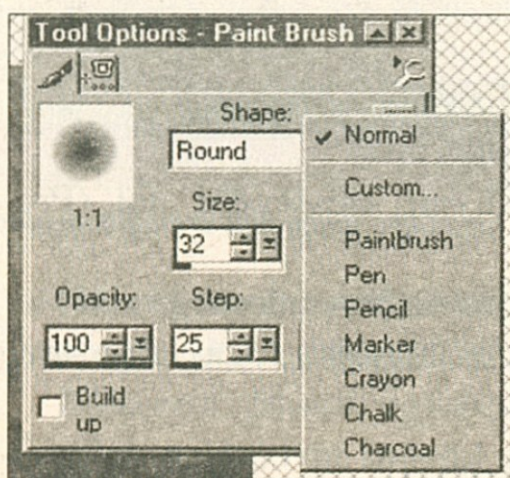 Tool Options - Paint Brush
Shape:
Round
1:1
Size:
32
Opacity:
Step:
100
25
Build
up
Normal
Custom...
Paintbrush
Pen
Pencil
Marker
Crayon
Chalk
Charcoal